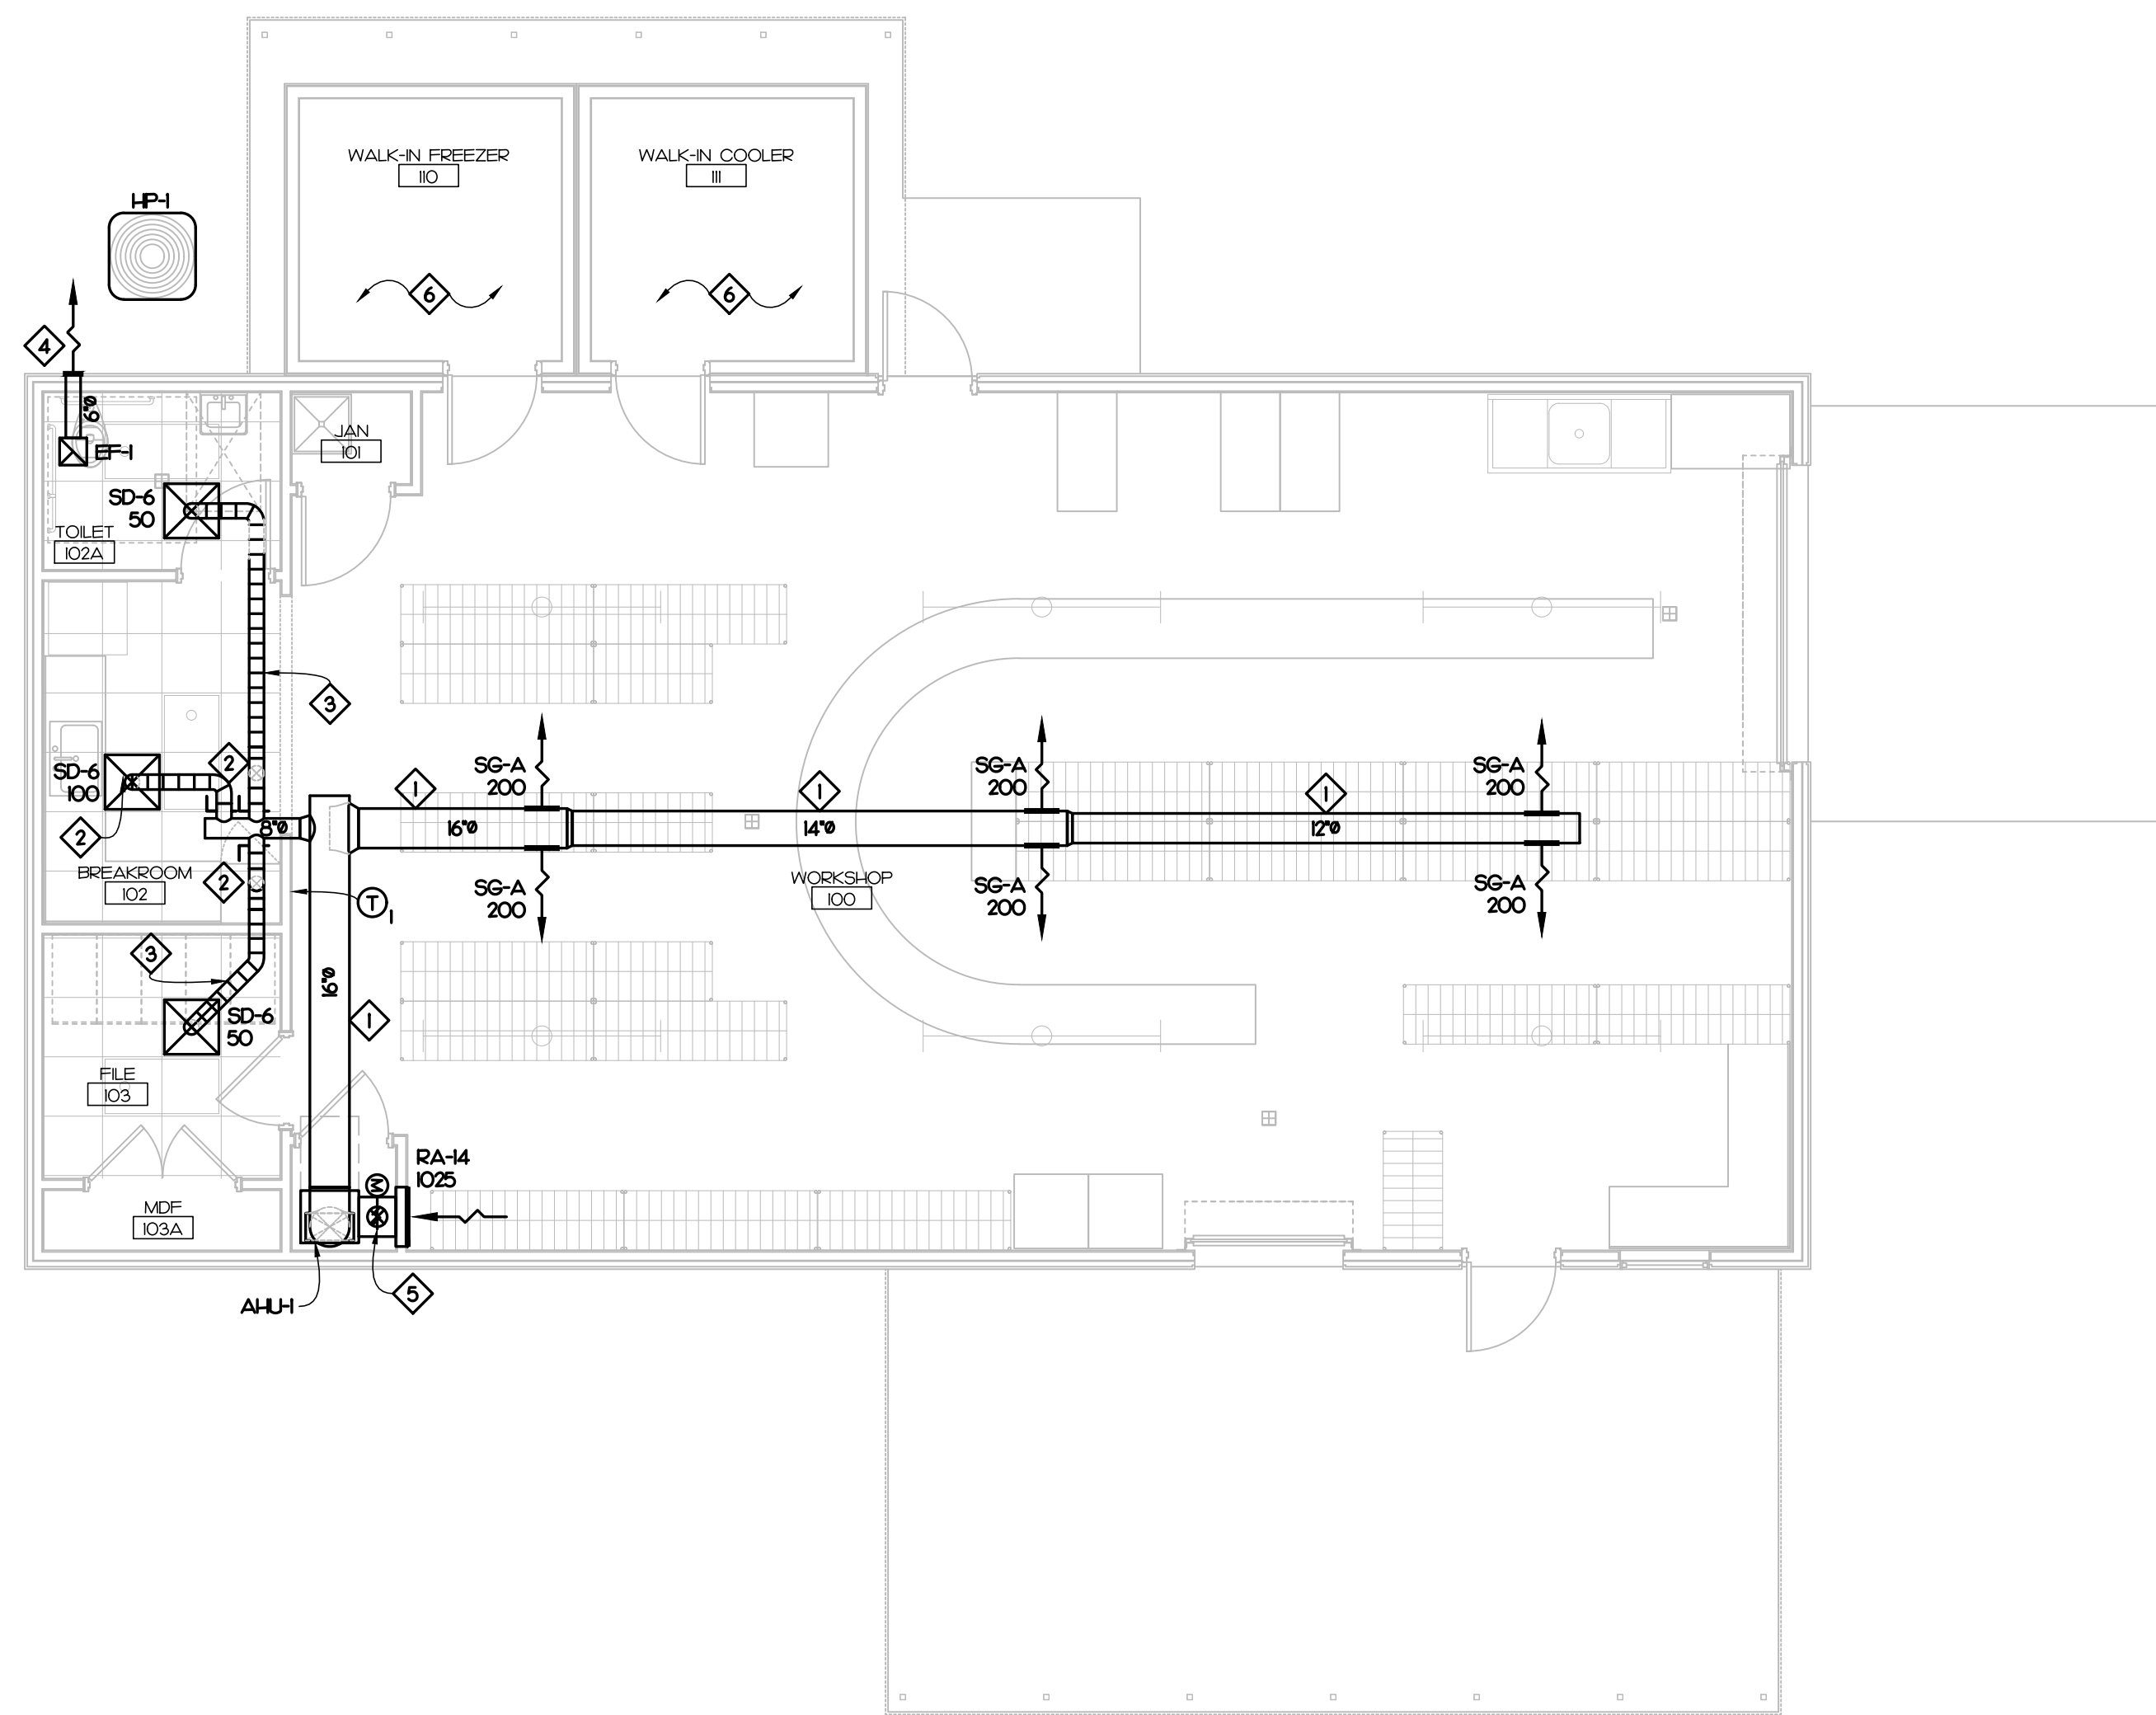 WALK-IN FREEZER
110
WALK-IN COOLER
111
HP-1
6
6
4
6"Ø
EF-1
JAN
101
SD-6
50
TOILET
102A
3
SD-6
100
2
2
8"Ø
1
16"Ø
SG-A
200
SG-A
200
1
14"Ø
SG-A
200
SG-A
200
1
12"Ø
SG-A
200
SG-A
200
WORKSHOP
100
BREAKROOM
102
2
T
1
3
16"Ø
1
SD-6
50
FILE
103
MDF
103A
RA-14
1025
M
AHU-1
5